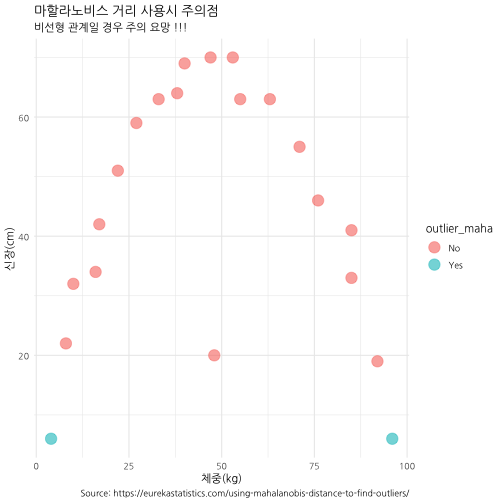 마할라노비스 거리 사용시 주의점
비선형 관계일 경우 주의 요망 !!!
신장(cm)
60
40
20
0
25
50
75
100
체중(kg)
outlier_maha
No
Yes
Source: https://eurekastatistics.com/using-mahalanobis-distance-to-find-outliers/